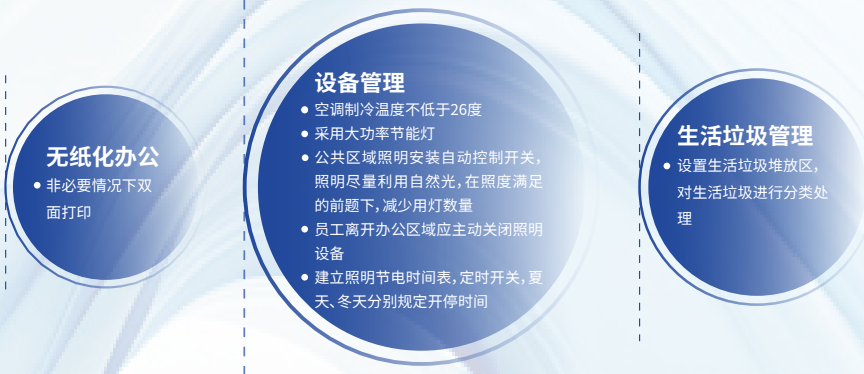 无纸化办公
• 非必要情况下双
面打印
设备管理
• 空调制冷温度不低于26度
• 采用大功率节能灯
• 公共区域照明安装自动控制开关，
照明尽量利用自然光，在照度满足
的前题下，减少用灯数量
• 员工离开办公区域应主动关闭照明
设备
• 建立照明节电时间表，定时开关，夏
天、冬天分别规定开停时间
生活垃圾管理
• 设置生活垃圾堆放区，
对生活垃圾进行分类处
理